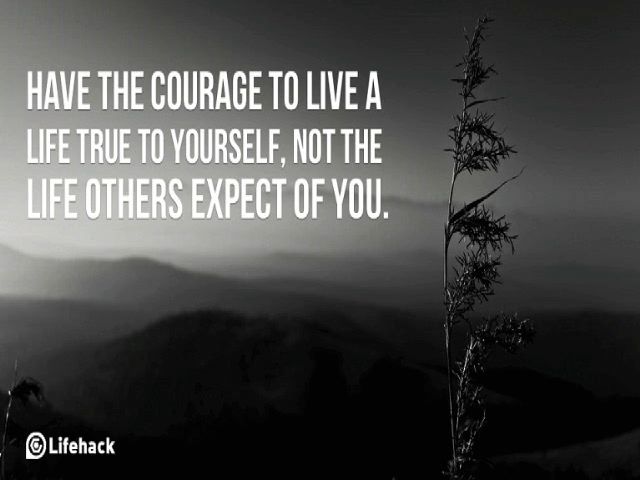 HAVE THE COURAGE TO LIVE A
LIFE TRUE TO YOURSELF, NOT THE
LIFE OTHERS EXPECT OF YOU.
Lifehack